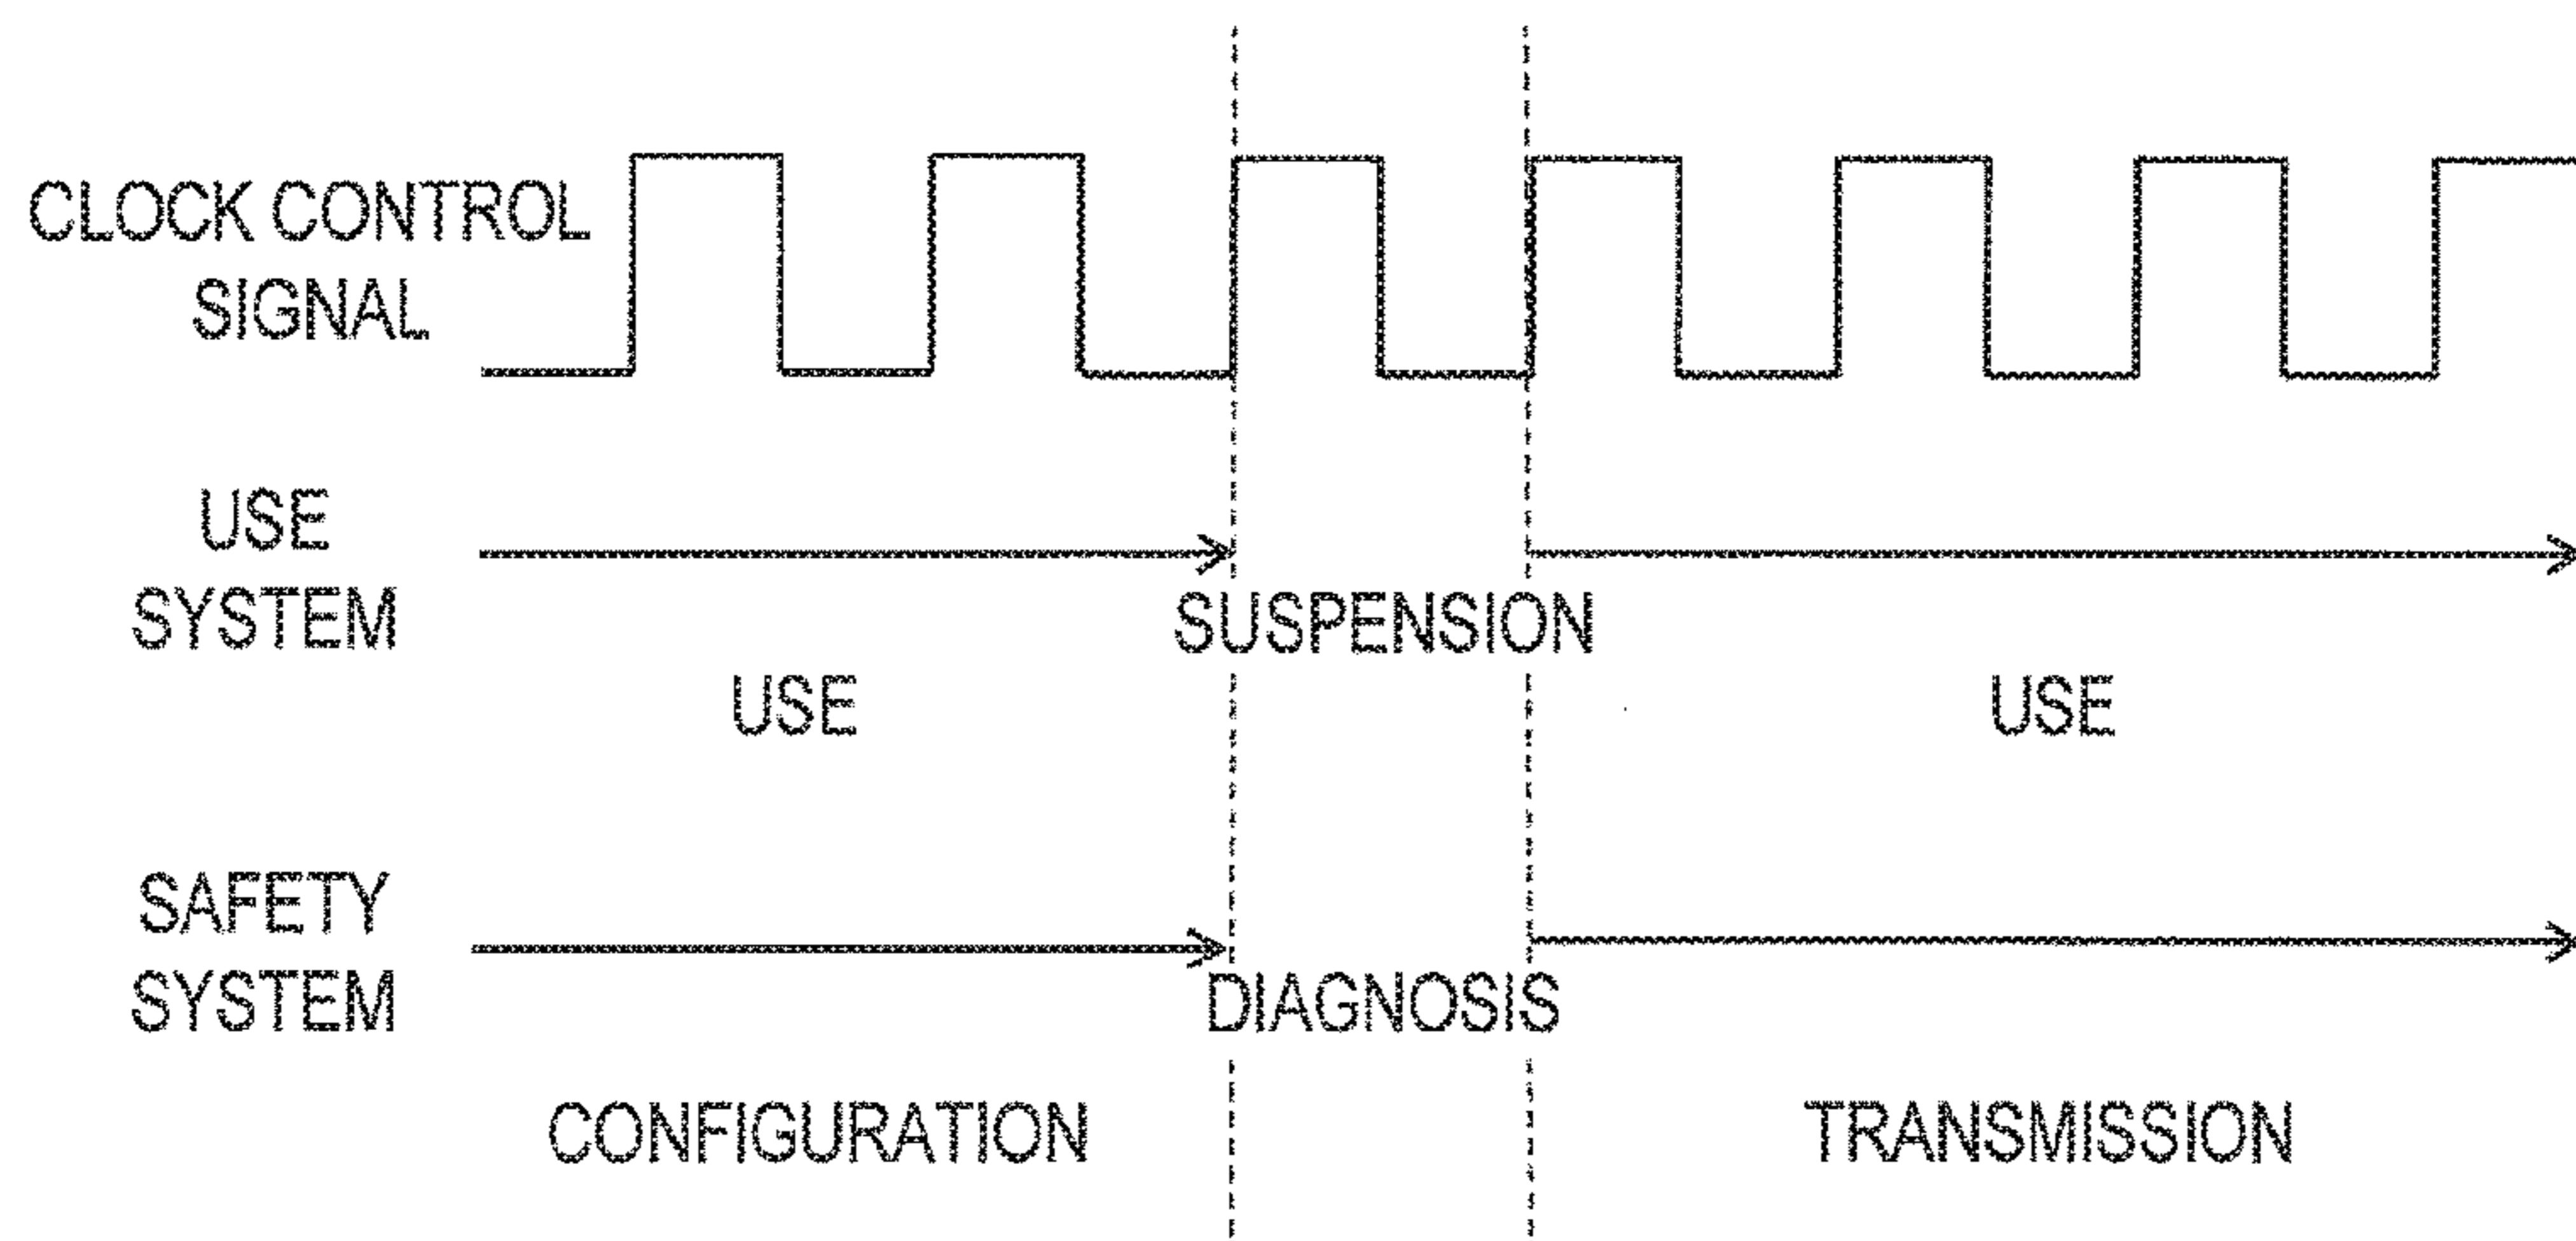 CLOCK CONTROL
SIGNAL
USE
SYSTEM
SUSPENSION
USE
USE
SAFETY
SYSTEM
DIAGNOSIS
CONFIGURATION
TRANSMISSION